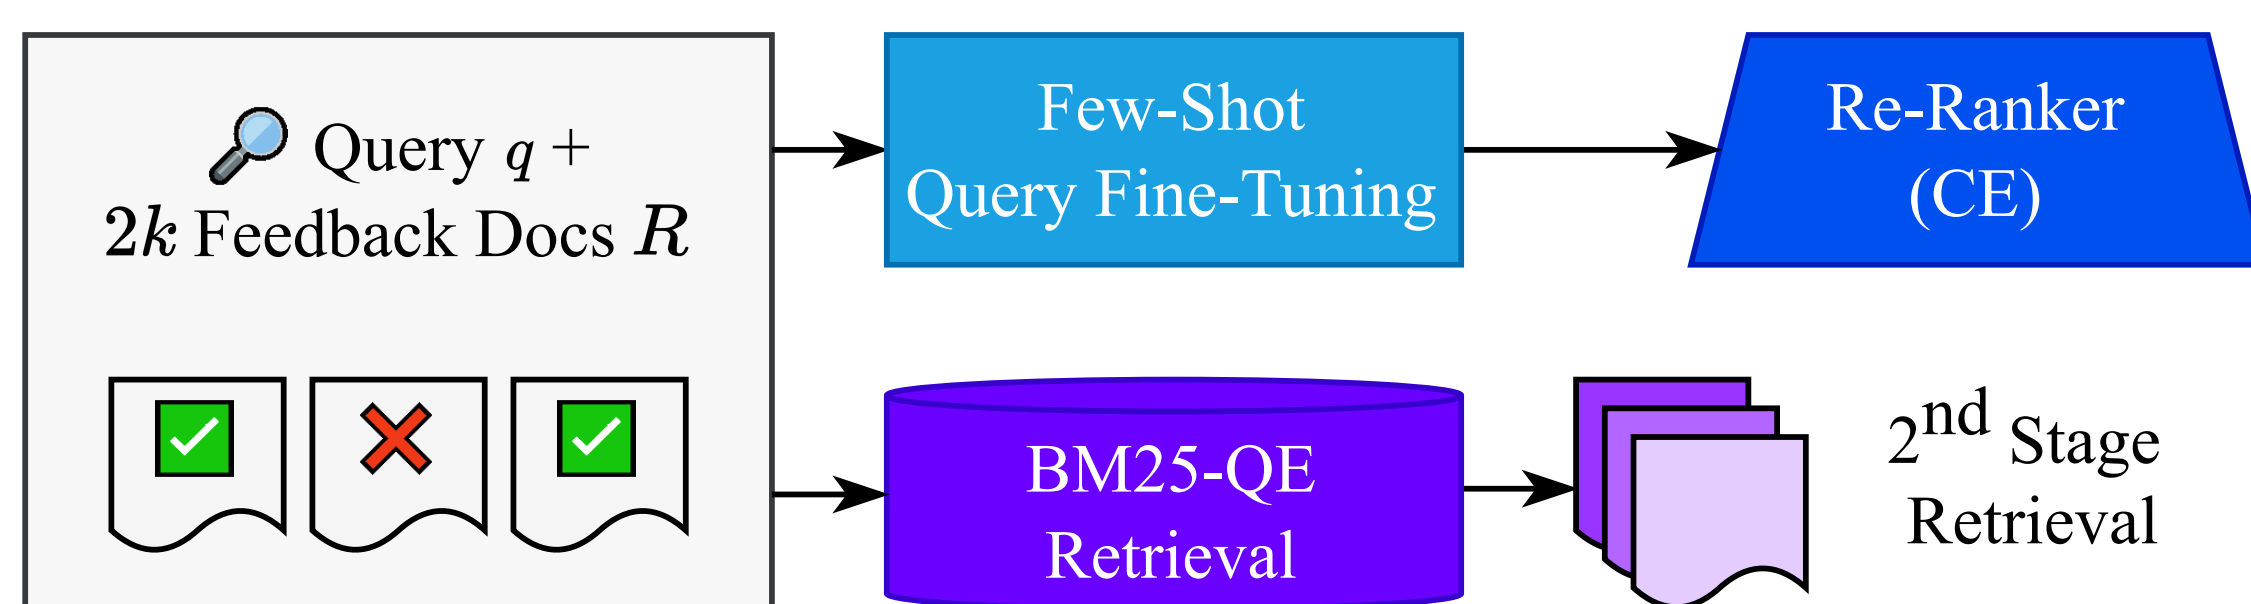 Query q +
2k Feedback Docs R
Few-Shot
Query Fine-Tuning
Re-Ranker
(CE)
BM25-QE
Retrieval
2nd Stage
Retrieval